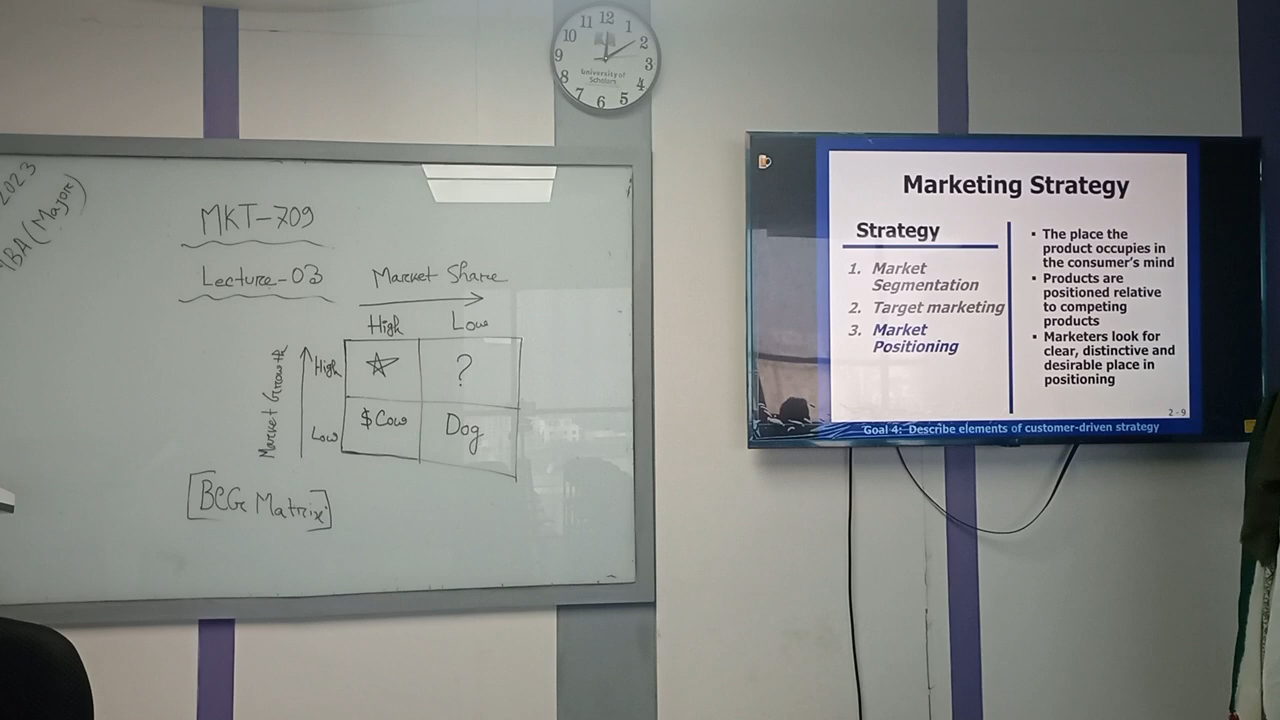 2023
MBA (Major)
MKT-709
Lecture-03
Market Share
High
Low
Market Growth
High
Low
?
$ Cow
Dog
[BCG Matrix]
12
1
2
3
4
5
6
7
8
9
10
11
University of
Scholars
Marketing Strategy
Strategy
1. Market
Segmentation
2. Target marketing
3. Market
Positioning
▪ The place the
product occupies in
the consumer's mind
▪ Products are
positioned relative
to competing
products
▪ Marketers look for
clear, distinctive and
desirable place in
positioning
2 - 9
Goal 4: Describe elements of customer-driven strategy